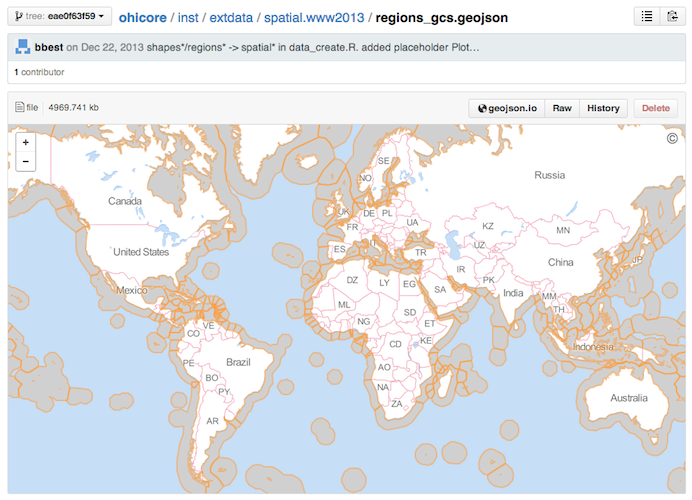 tree: eae0f63f59 ohicore / inst / extdata / spatial.www2013 / regions_gcs.geojson
bbest on Dec 22, 2013 shapes*/regions* -> spatial* in data_create.R. added placeholder Plot…
1 contributor
file 4969.741 kb geojson.io Raw History Delete
+
−
©
SE
NO
Russia
Canada
UK
DE
PL
UA
FR
KZ
MN
IT
United States
ES
TR
UZ
China
JP
IR
PK
Mexico
DZ
LY
EG
SA
India
MM
TH
ML
SD
NG
ET
VE
CO
KE
CD
Indonesia
PE
Brazil
BO
AO
PY
NA
Australia
AR
ZA